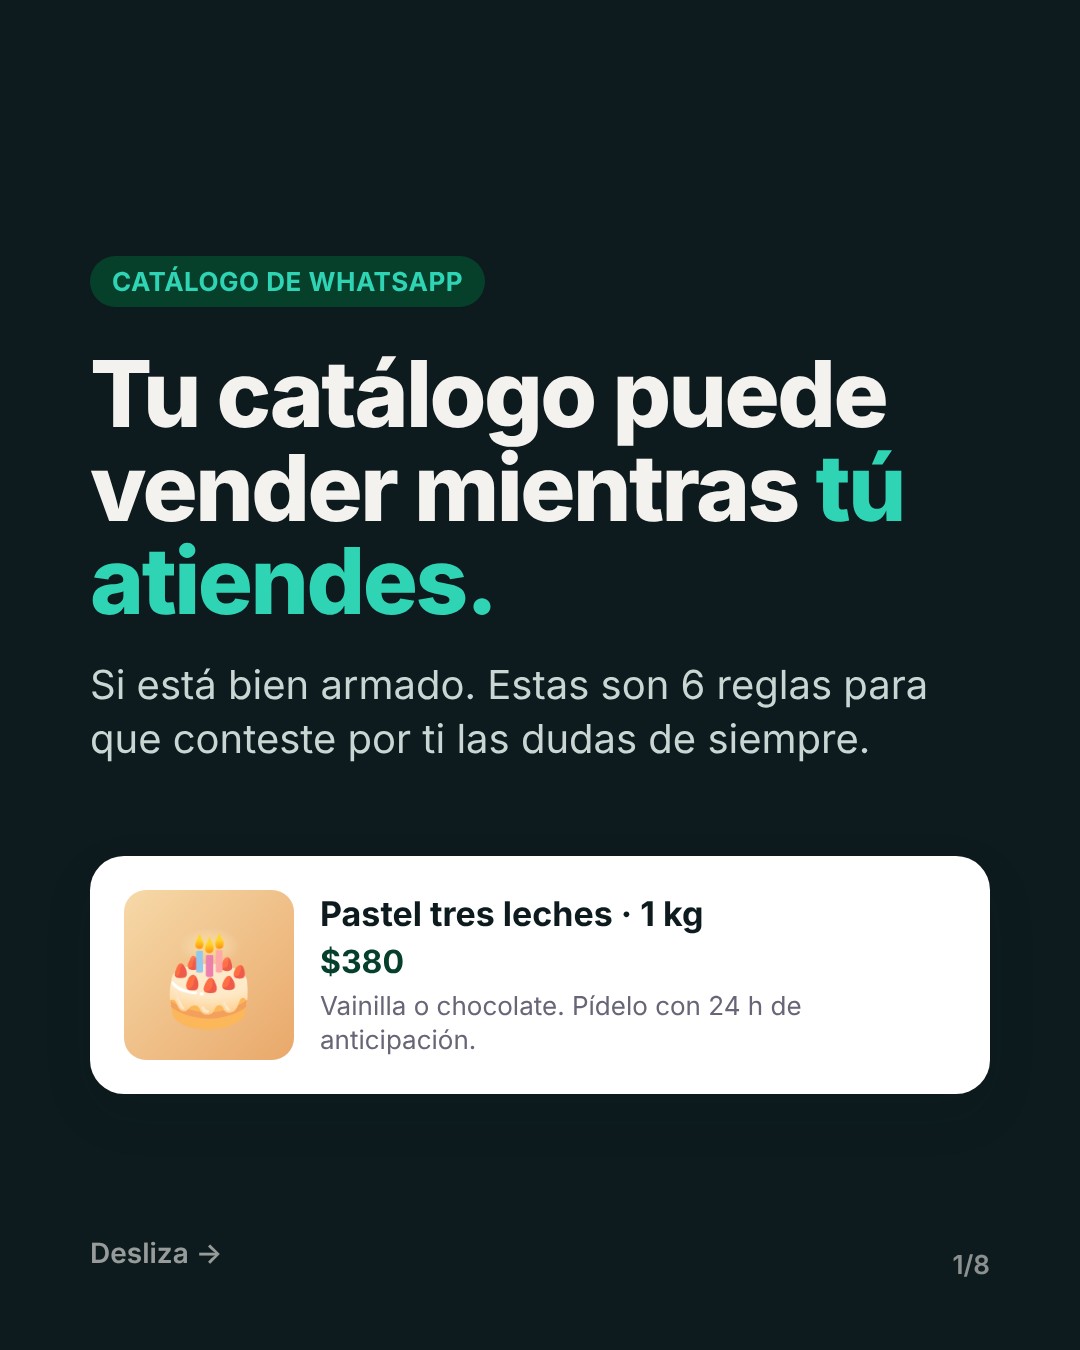 CATÁLOGO DE WHATSAPP
Tu catálogo puede
vender mientras tú
atiendes.
Si está bien armado. Estas son 6 reglas para
que conteste por ti las dudas de siempre.
Pastel tres leches · 1 kg
$380
Vainilla o chocolate. Pídelo con 24 h de
anticipación.
Desliza →
1/8